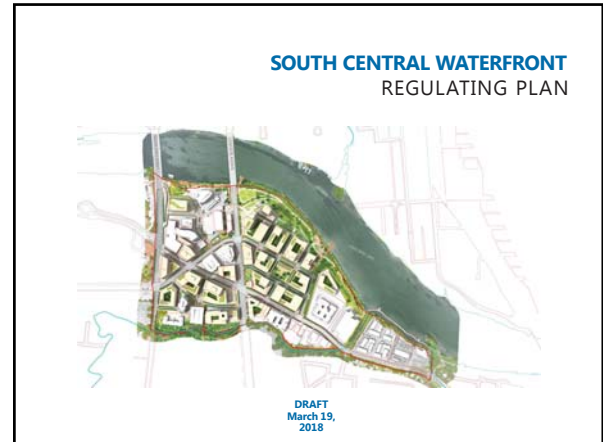 SOUTH CENTRAL WATERFRONT
REGULATING PLAN
DRAFT
March 19,
2018